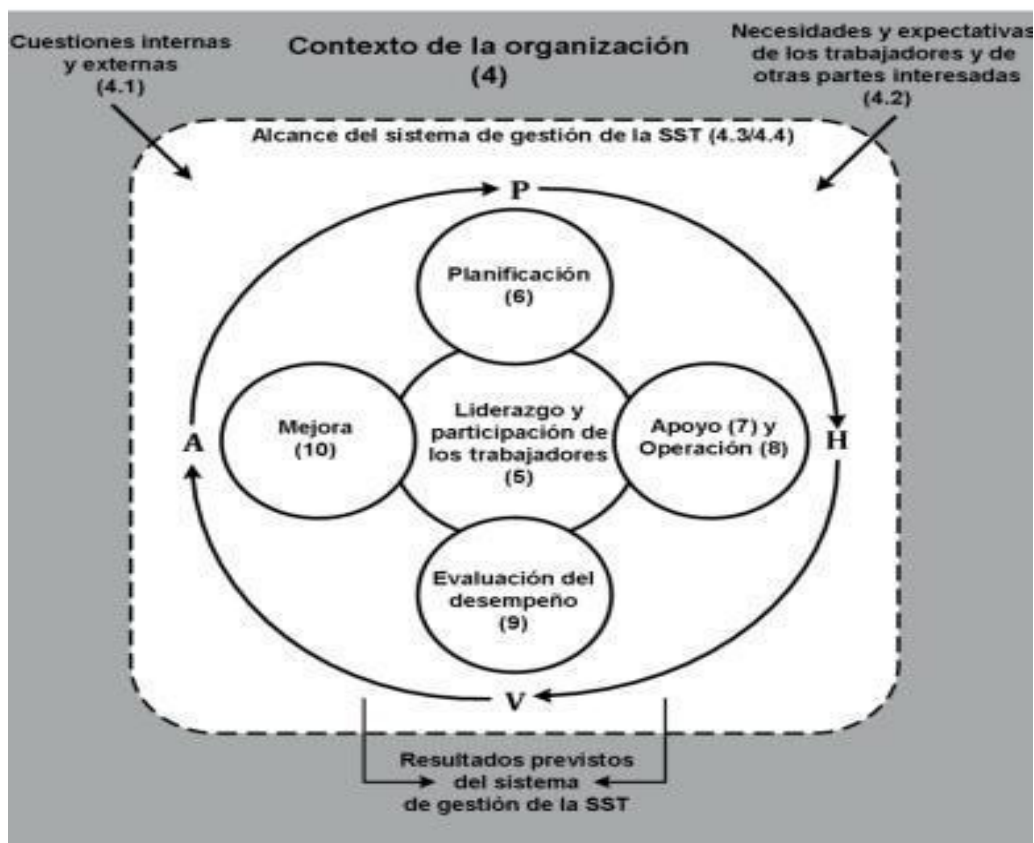 Cuestiones internas
y externas
(4.1)
Contexto de la organización
(4)
Necesidades y expectativas
de los trabajadores y de
otras partes interesadas
(4.2)
Alcance del sistema de gestión de la SST (4.3/4.4)
P
Planificación
(6)
A
Mejora
(10)
Liderazgo y
participación de
los trabajadores
(5)
Apoyo (7) y
Operación (8)
H
Evaluación del
desempeño
(9)
V
Resultados previstos
del sistema
de gestión de la SST